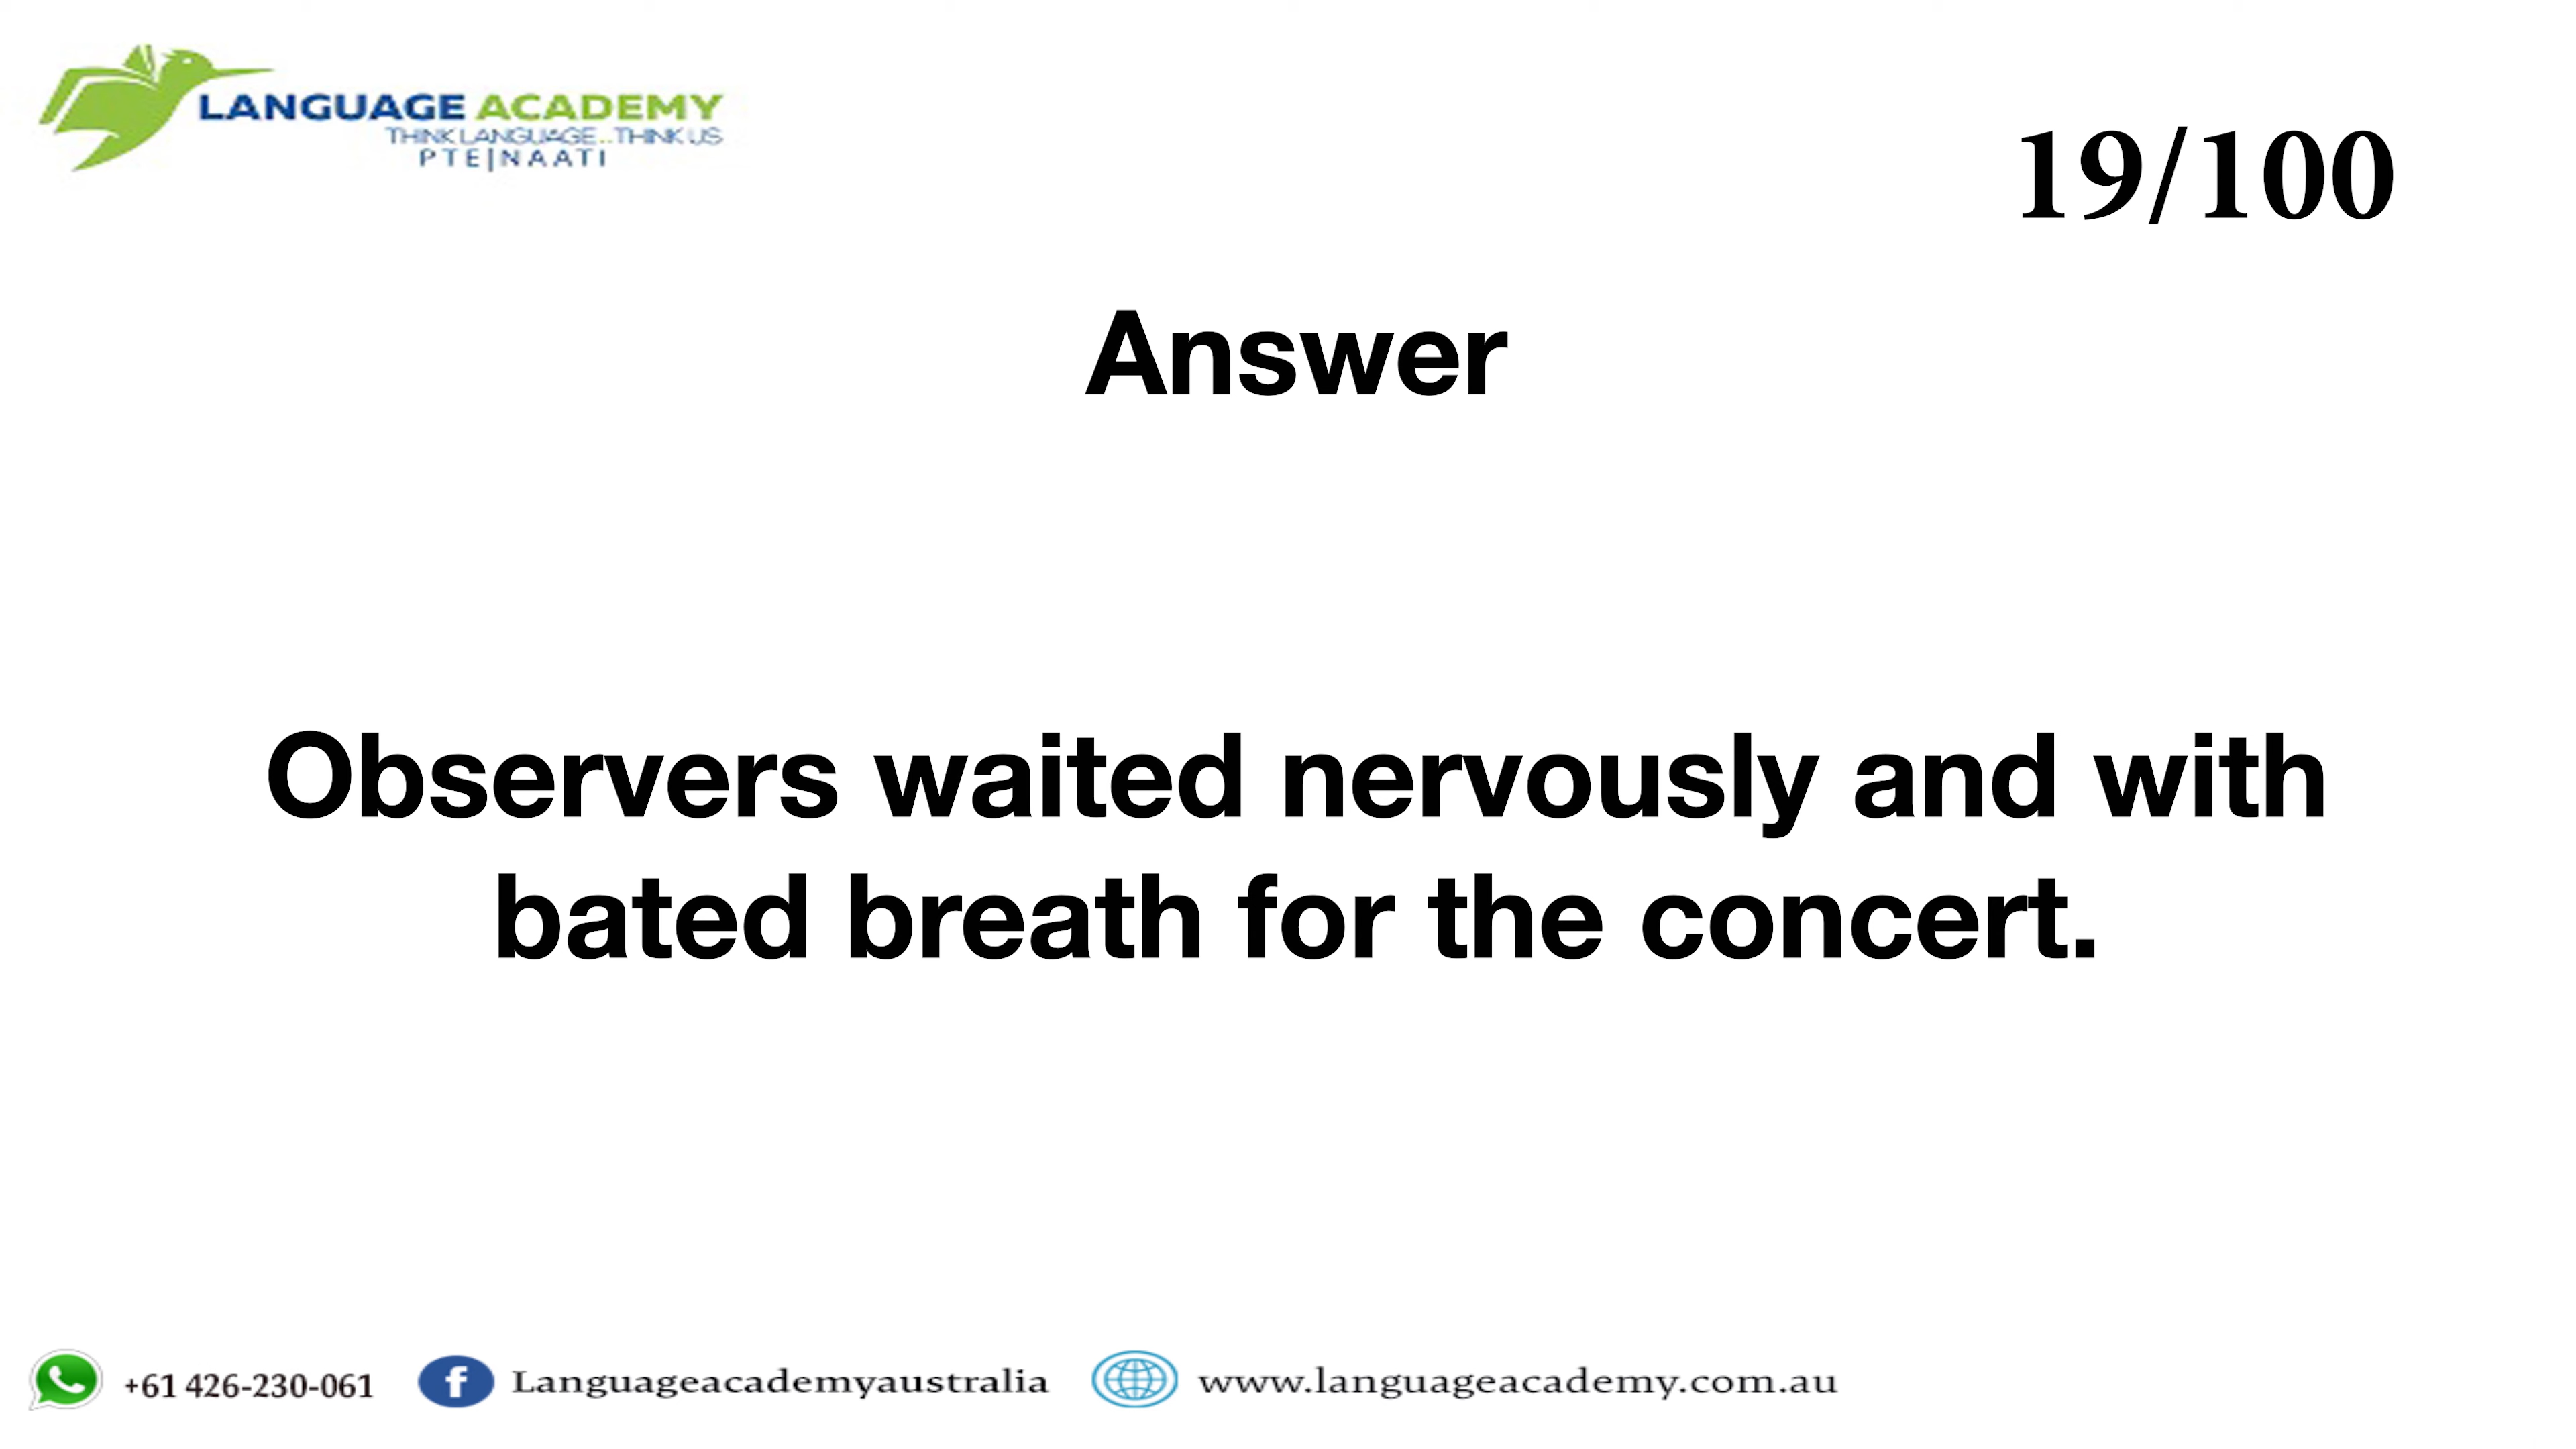 LANGUAGE ACADEMY
THINK LANGUAGE..THINK US
PTE|NAATI
19/100
Answer
Observers waited nervously and with
bated breath for the concert.
+61 426-230-061
Languageacademyaustralia
www.languageacademy.com.au